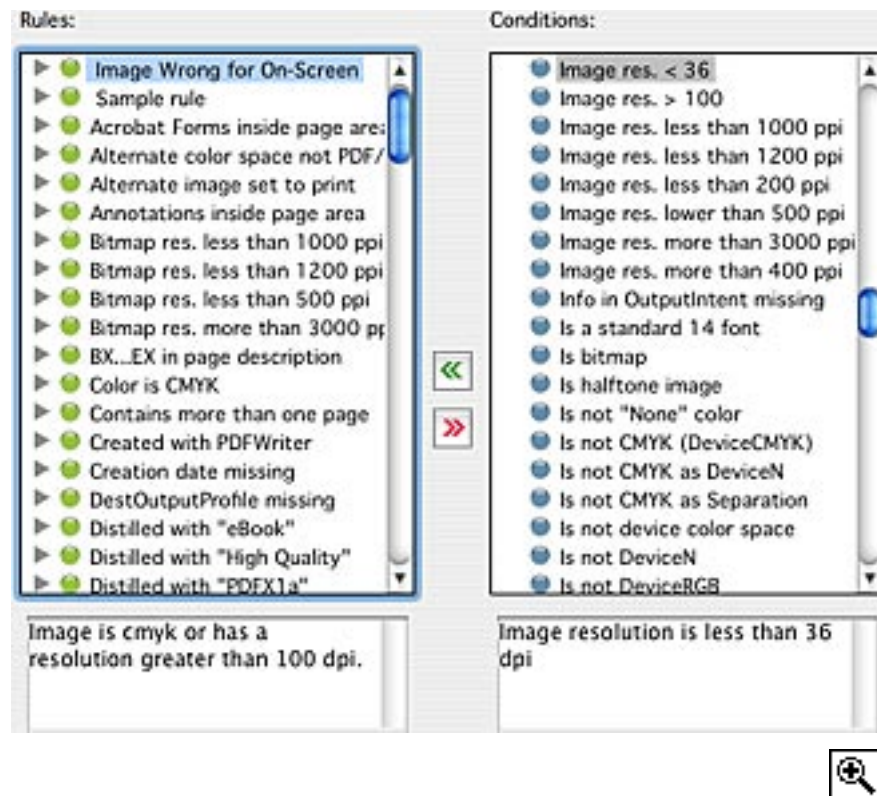 Rules:
Image Wrong for On-Screen
Sample rule
Acrobat Forms inside page area
Alternate color space not PDF/
Alternate image set to print
Annotations inside page area
Bitmap res. less than 1000 ppi
Bitmap res. less than 1200 ppi
Bitmap res. less than 500 ppi
Bitmap res. more than 3000 pp
BX...EX in page description
Color is CMYK
Contains more than one page
Created with PDFWriter
Creation date missing
DestOutputProfile missing
Distilled with "eBook"
Distilled with "High Quality"
Distilled with "PDFX1a"
Image is cmyk or has a
resolution greater than 100 dpi.
Conditions:
Image res. < 36
Image res. > 100
Image res. less than 1000 ppi
Image res. less than 1200 ppi
Image res. less than 200 ppi
Image res. lower than 500 ppi
Image res. more than 3000 ppi
Image res. more than 400 ppi
Info in OutputIntent missing
Is a standard 14 font
Is bitmap
Is halftone image
Is not "None" color
Is not CMYK (DeviceCMYK)
Is not CMYK as DeviceN
Is not CMYK as Separation
Is not device color space
Is not DeviceN
Is not DeviceRGB
Image resolution is less than 36
dpi